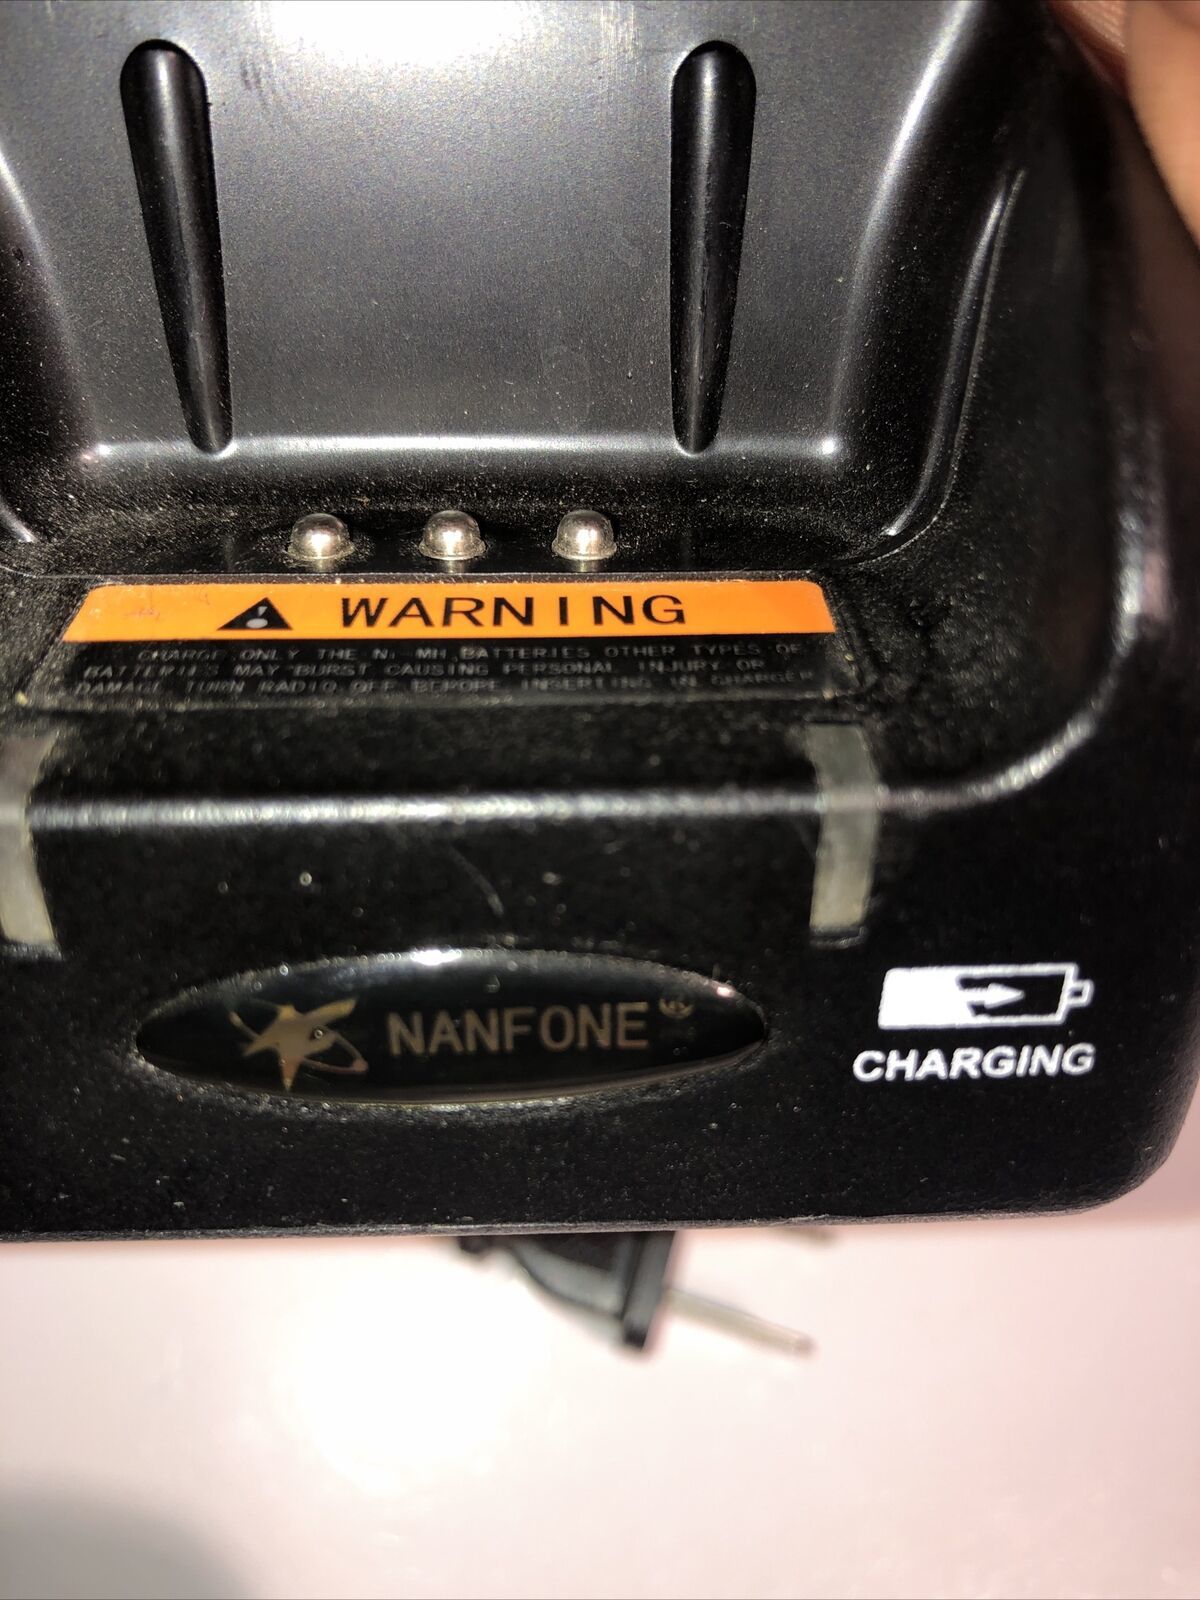 WARNING
CHARGE ONLY THE Ni-MH BATTERIES OTHER TYPES OF
BATTERIES MAY BURST CAUSING PERSONAL INJURY OR
DAMAGE TURN RADIO OFF BEFORE INSERTING IN CHARGER
NANFONE®
CHARGING